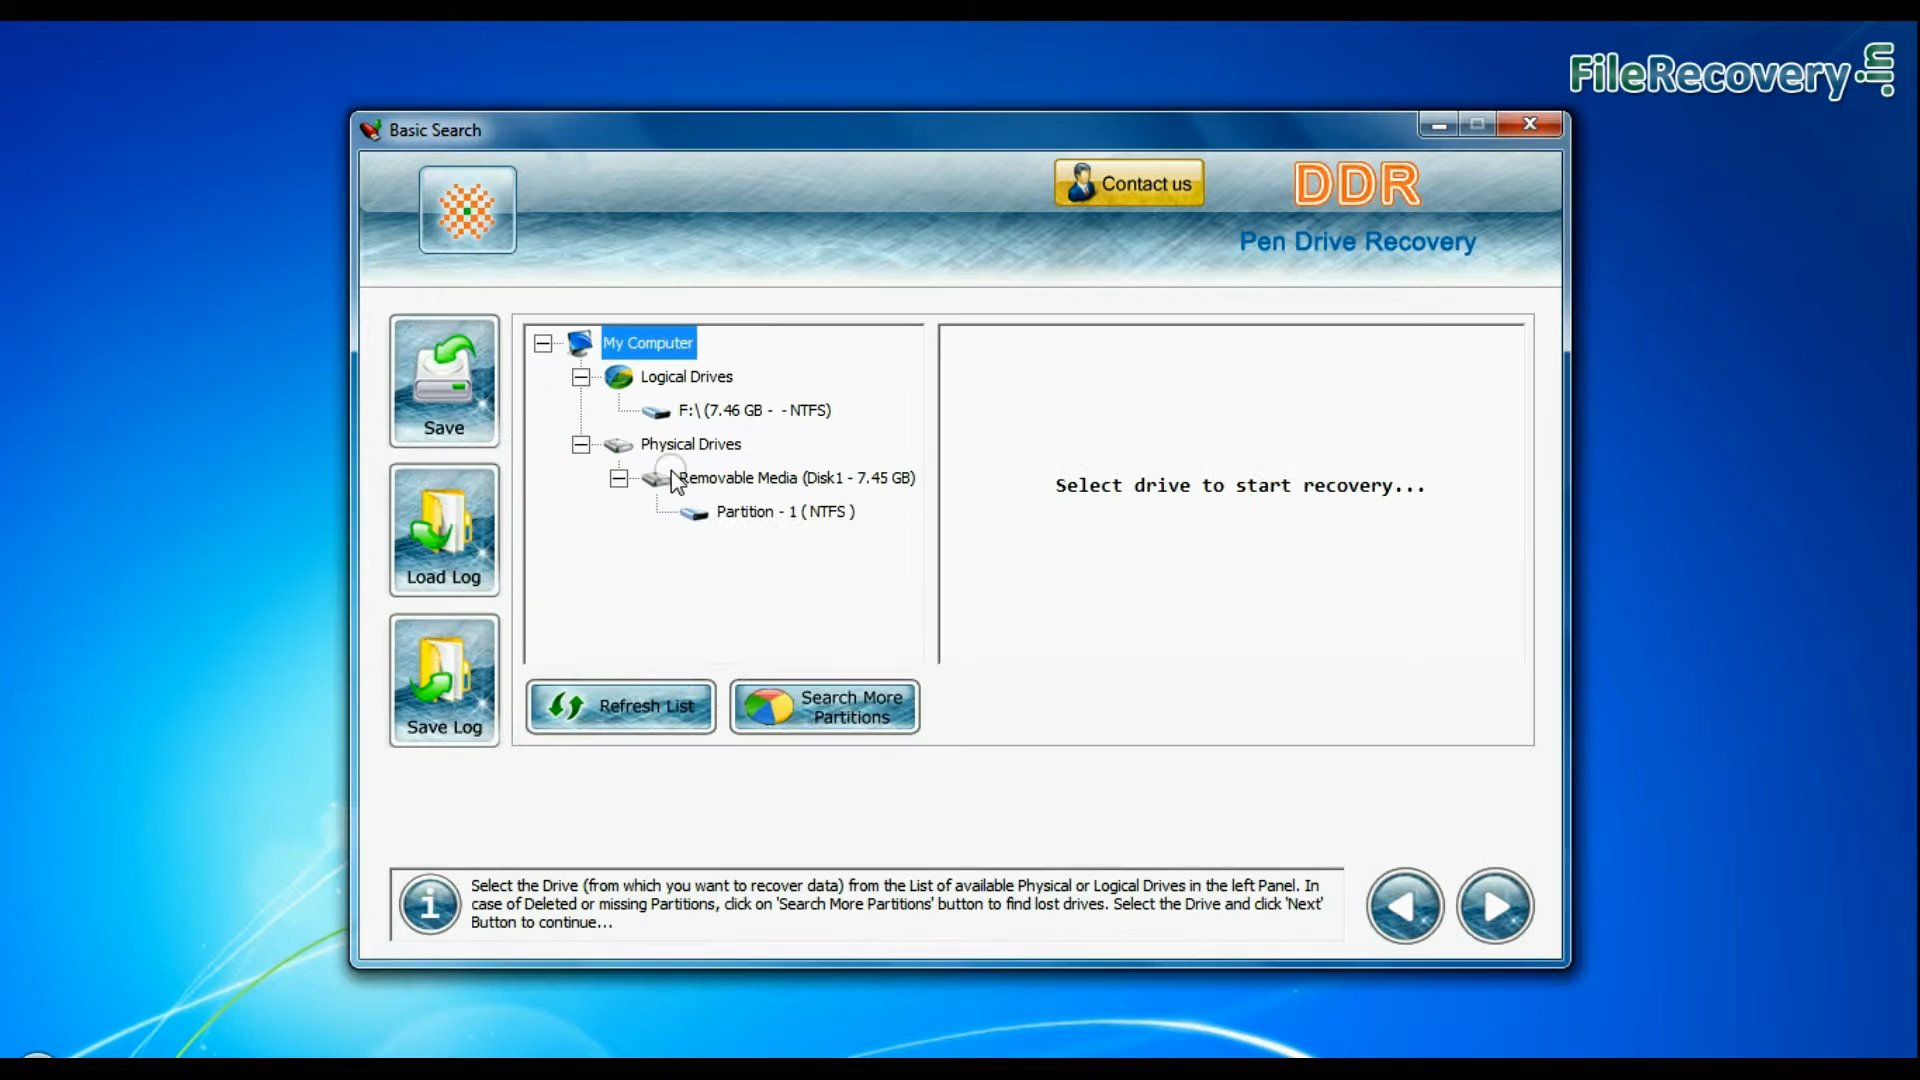 FileRecovery.in
Basic Search
Contact us
DDR
Pen Drive Recovery
Save
Load Log
Save Log
My Computer
Logical Drives
F:\ (7.46 GB - - NTFS)
Physical Drives
Removable Media (Disk1 - 7.45 GB)
Partition - 1 ( NTFS )
Select drive to start recovery...
Refresh List
Search More
Partitions
Select the Drive (from which you want to recover data) from the List of available Physical or Logical Drives in the left Panel. In
case of Deleted or missing Partitions, click on 'Search More Partitions' button to find lost drives. Select the Drive and click 'Next'
Button to continue...